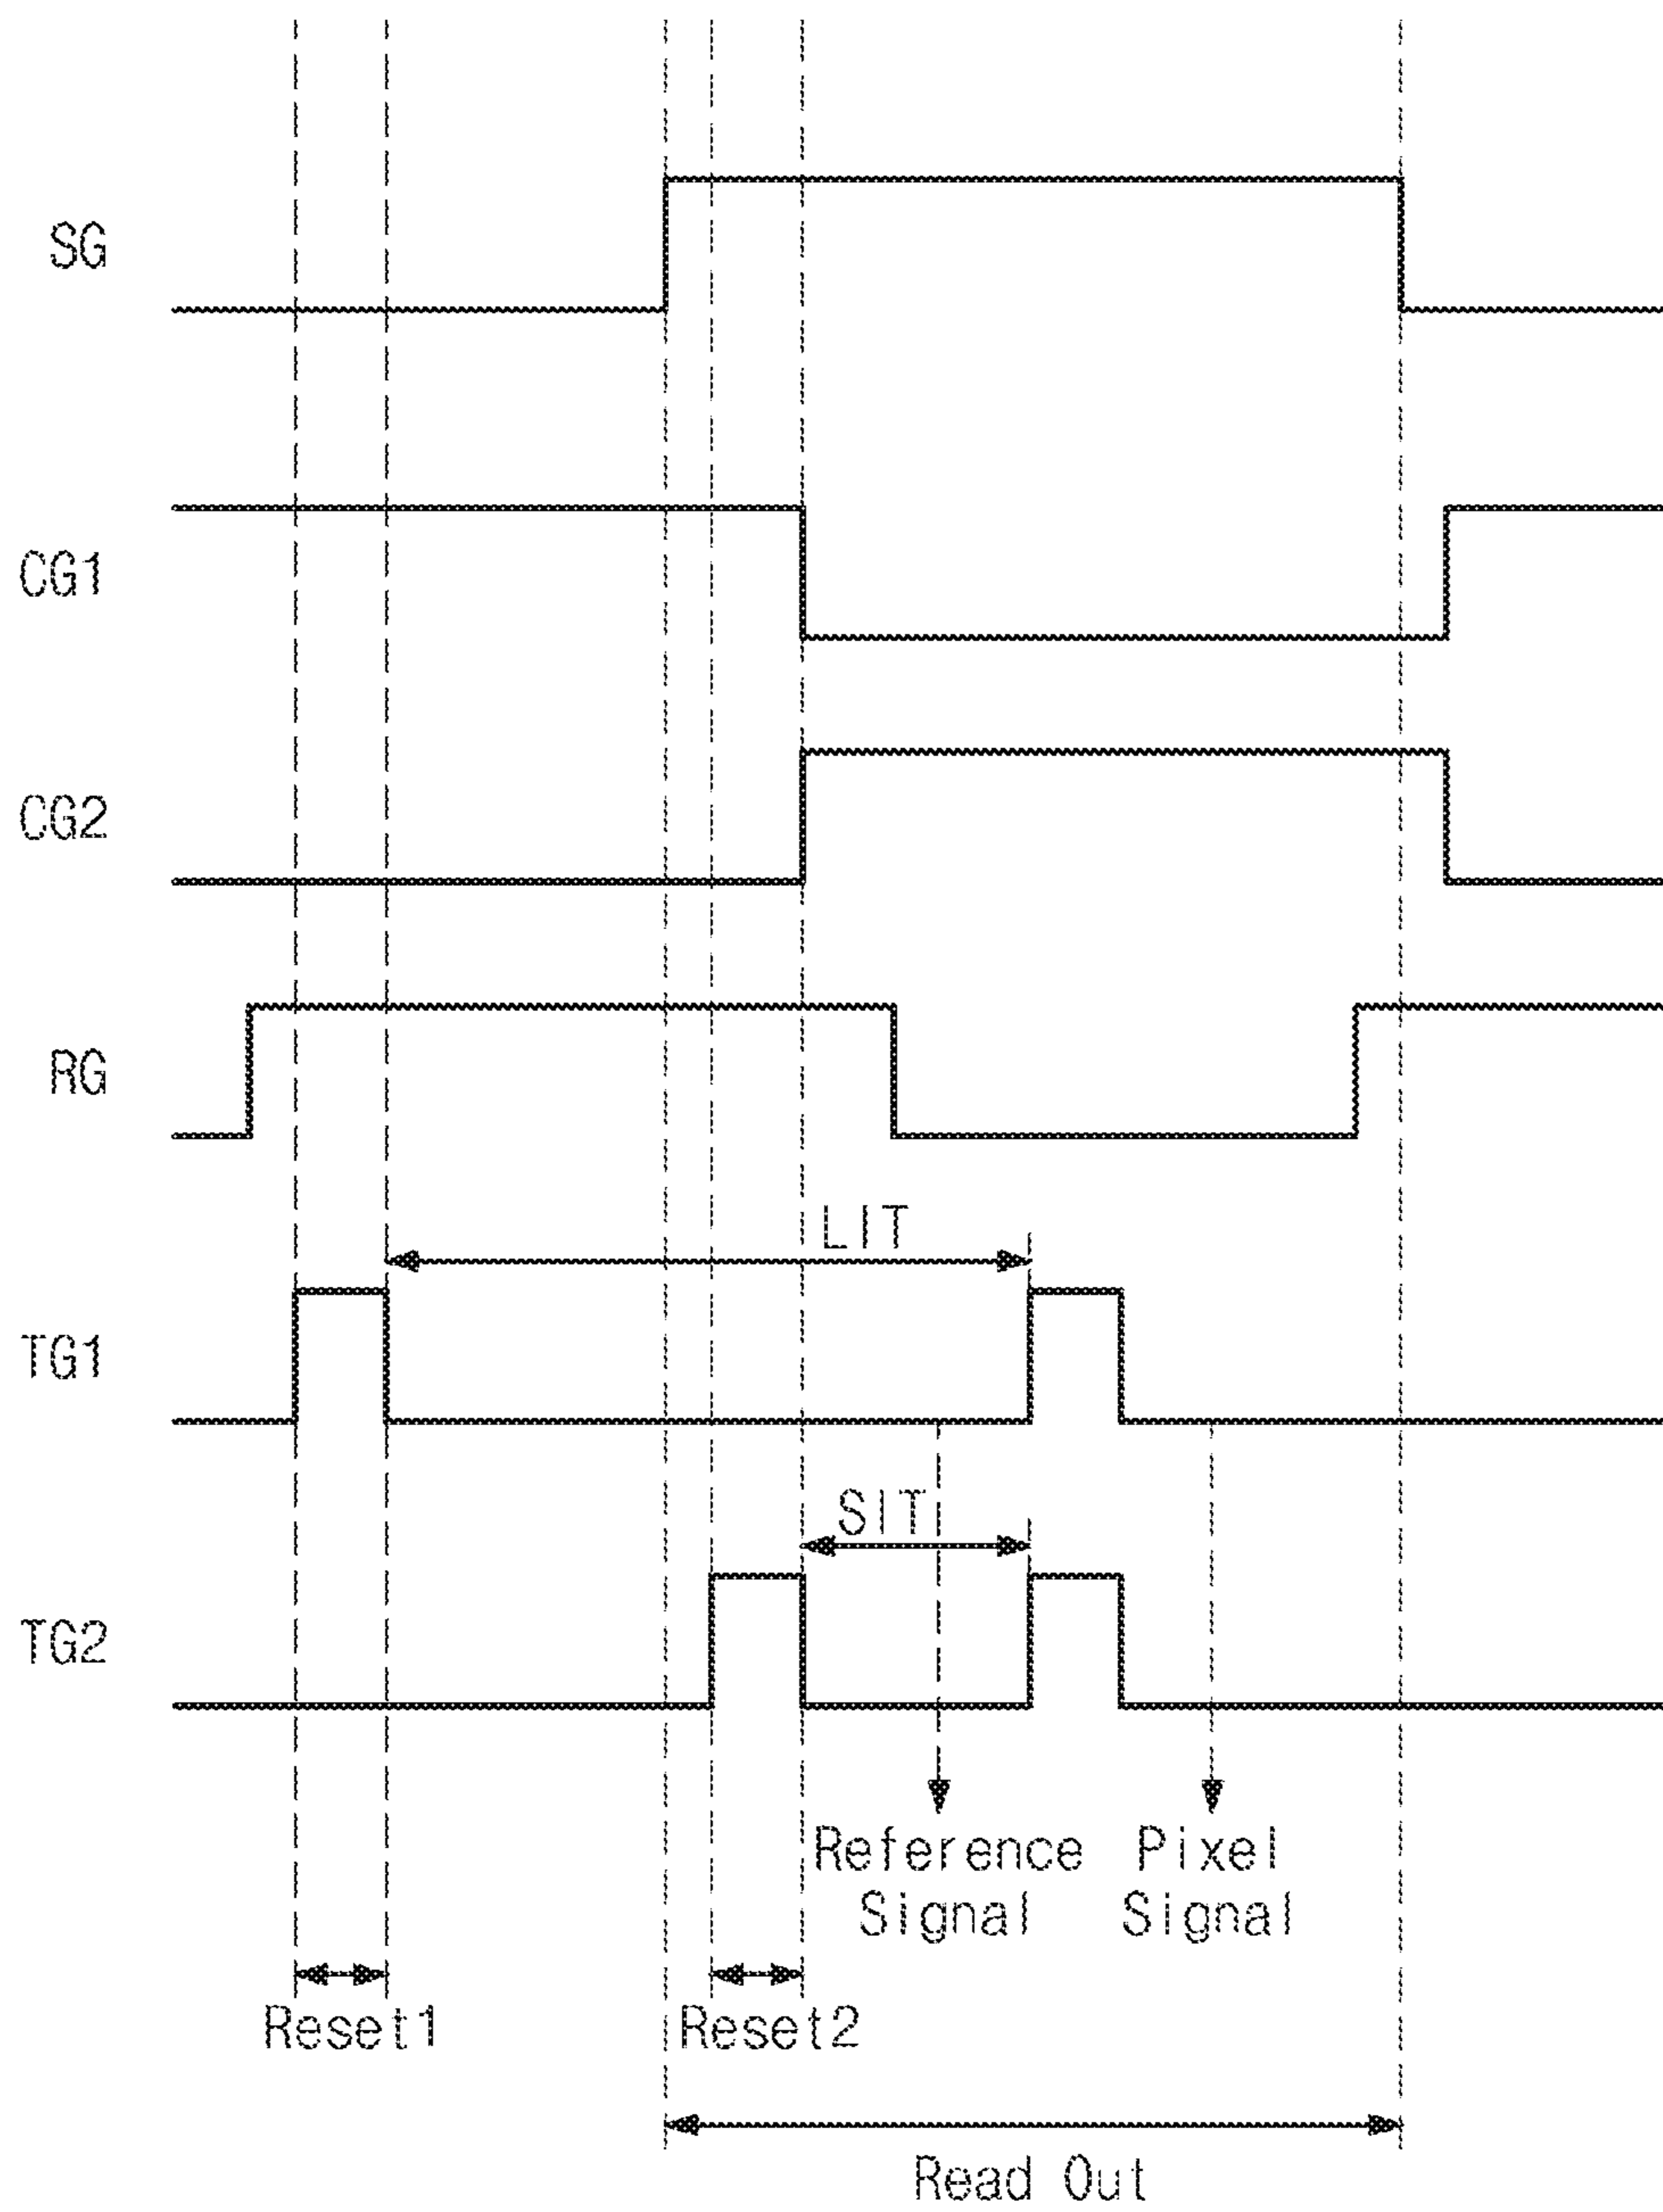 SG
CG1
CG2
RG
LIT
TG1
SIT
TG2
Reference Signal
Pixel Signal
Reset1
Reset2
Read Out